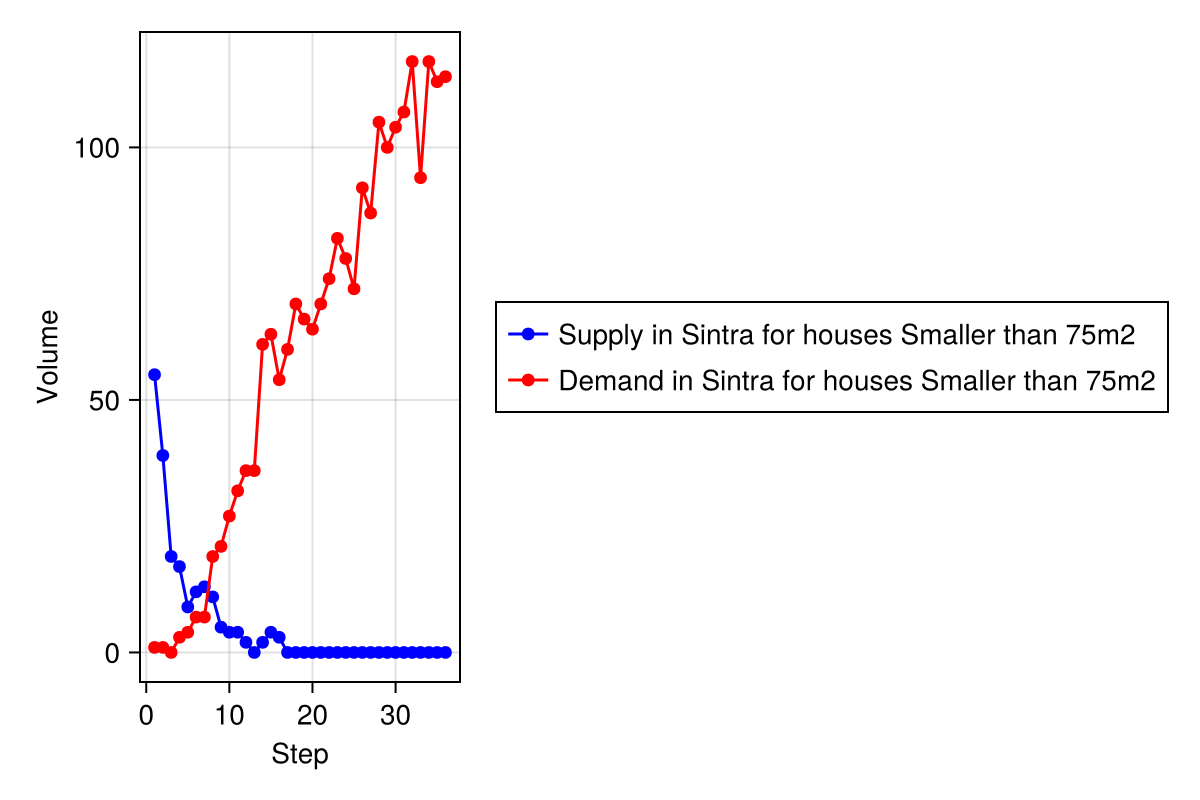 Volume
100
50
0
0 10 20 30
Step
Supply in Sintra for houses Smaller than 75m2
Demand in Sintra for houses Smaller than 75m2